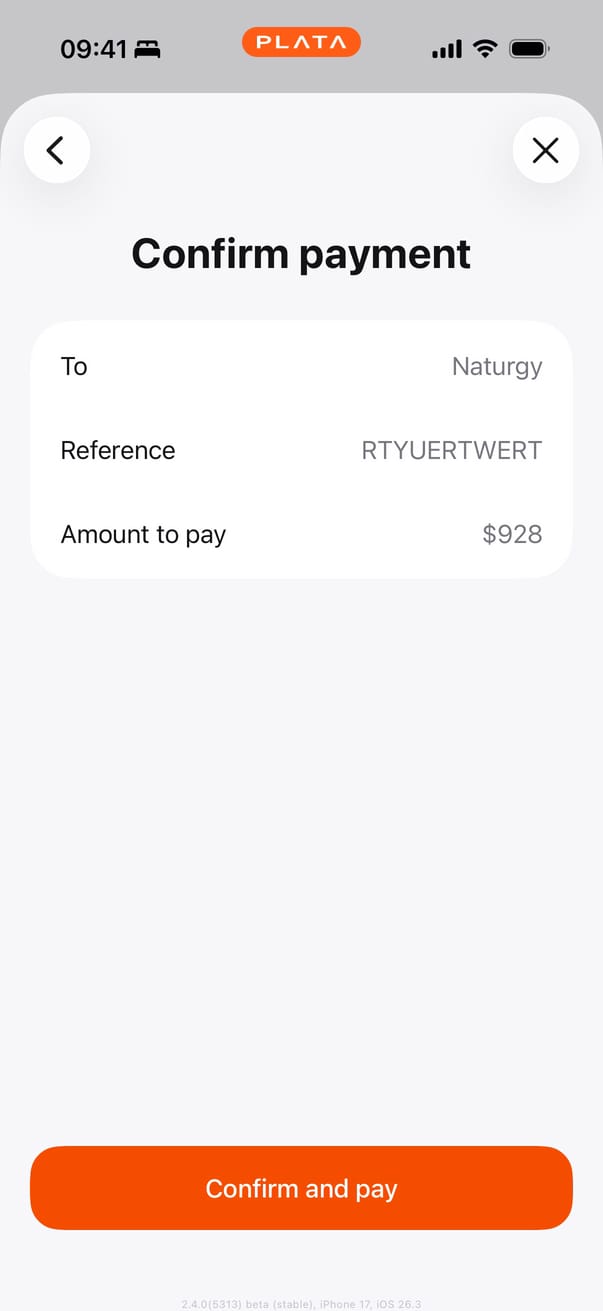 09:41
PLATA
Confirm payment
To Naturgy
Reference RTYUERTWERT
Amount to pay $928
Confirm and pay
2.4.0(5313) beta (stable), iPhone 17, iOS 26.3